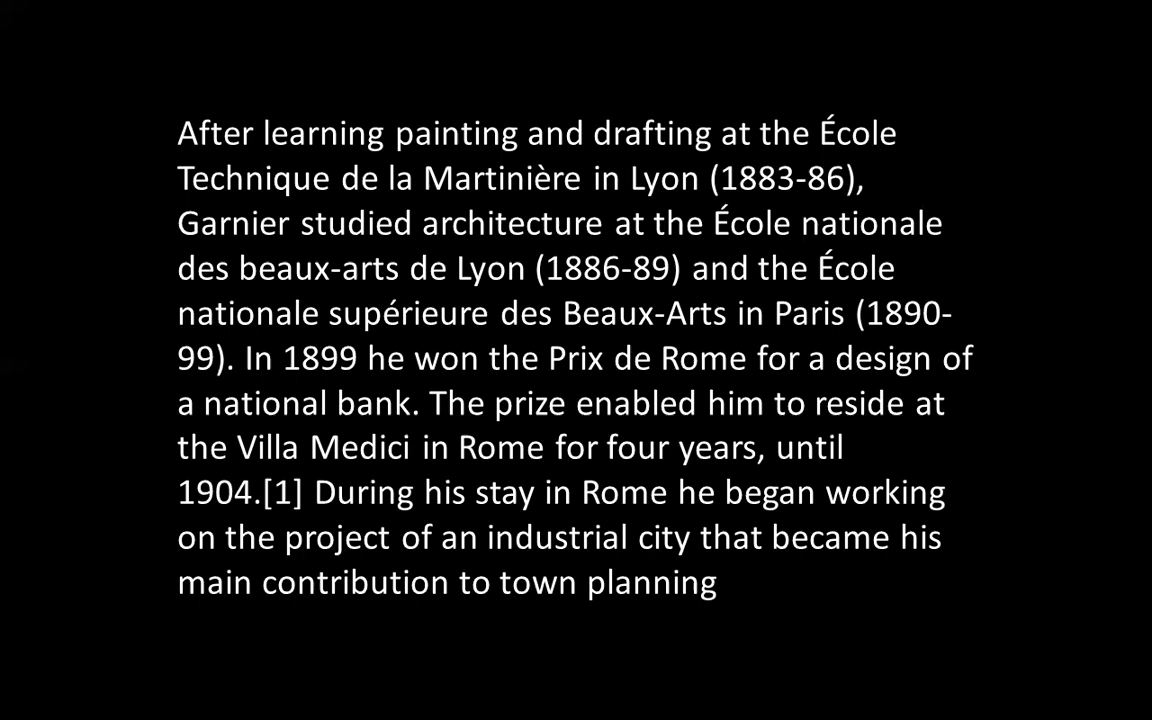 After learning painting and drafting at the École
Technique de la Martinière in Lyon (1883-86),
Garnier studied architecture at the École nationale
des beaux-arts de Lyon (1886-89) and the École
nationale supérieure des Beaux-Arts in Paris (1890-
99). In 1899 he won the Prix de Rome for a design of
a national bank. The prize enabled him to reside at
the Villa Medici in Rome for four years, until
1904.[1] During his stay in Rome he began working
on the project of an industrial city that became his
main contribution to town planning